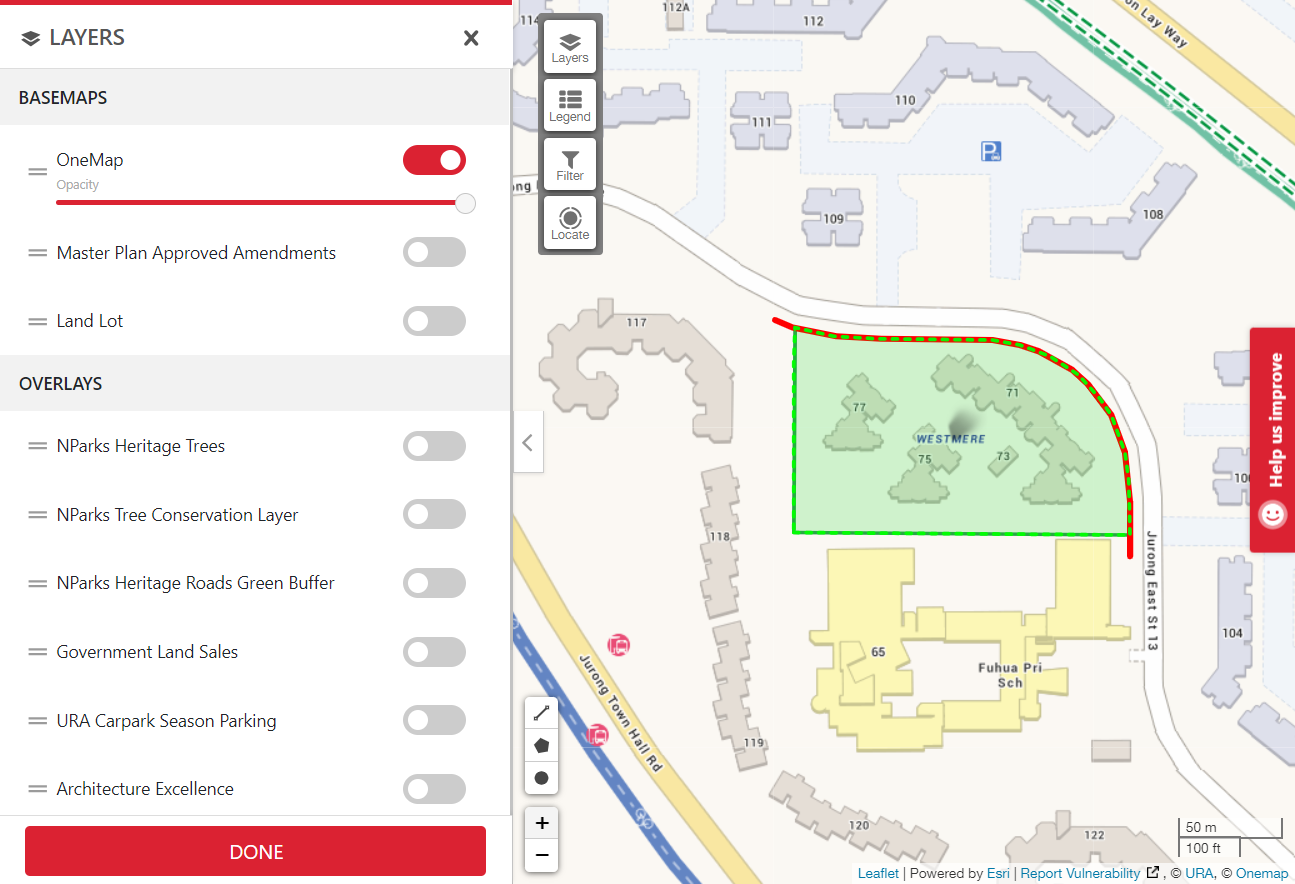 LAYERS
BASEMAPS
OneMap
Opacity
Master Plan Approved Amendments
Land Lot
OVERLAYS
NParks Heritage Trees
NParks Tree Conservation Layer
NParks Heritage Roads Green Buffer
Government Land Sales
URA Carpark Season Parking
Architecture Excellence
DONE
Layers
Legend
Filter
Locate
114
112A
112
on Lay Way
111
110
P
109
108
ong
117
77
71
WESTMERE
75
73
118
Jurong East St 13
104
65
Fuhua Pri
Sch
Jurong Town Hall Rd
119
120
122
Help us improve
+
−
50 m
100 ft
Leaflet | Powered by Esri | Report Vulnerability , © URA, © Onemap